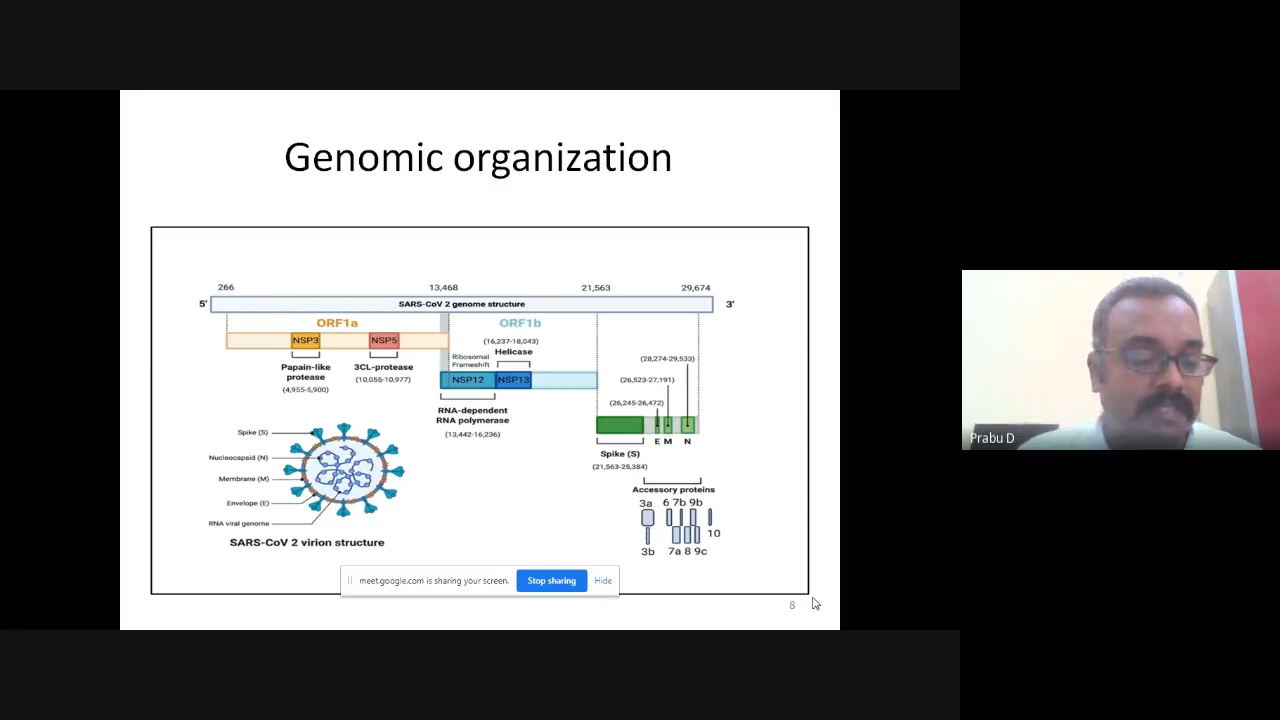 Genomic organization
266 13,468 21,563 29,674
5' SARS-CoV 2 genome structure 3'
ORF1a ORF1b
NSP3 NSP5
Papain-like
protease
(4,955-5,900)
3CL-protease
(10,055-10,977)
(16,237-18,043)
Helicase
Ribosomal
Frameshift
NSP12 NSP13
RNA-dependent
RNA polymerase
(13,442-16,236)
(28,274-29,533)
(26,523-27,191)
(26,245-26,472)
E M N
Spike (S)
(21,563-25,384)
Accessory proteins
3a 6 7b 9b
10
3b 7a 8 9c
Spike (S)
Nucleocapsid (N)
Membrane (M)
Envelope (E)
RNA viral genome
SARS-CoV 2 virion structure
meet.google.com is sharing your screen. Stop sharing Hide
8
Prabu D